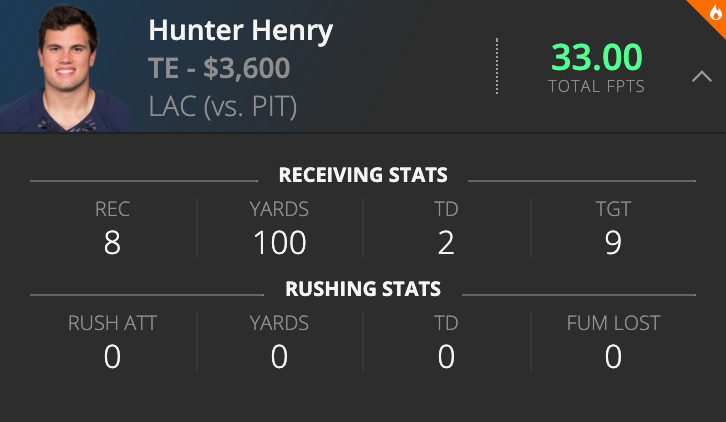 Hunter Henry
TE - $3,600
LAC (vs. PIT)
33.00
TOTAL FPTS
RECEIVING STATS
REC YARDS TD TGT
8 100 2 9
RUSHING STATS
RUSH ATT YARDS TD FUM LOST
0 0 0 0